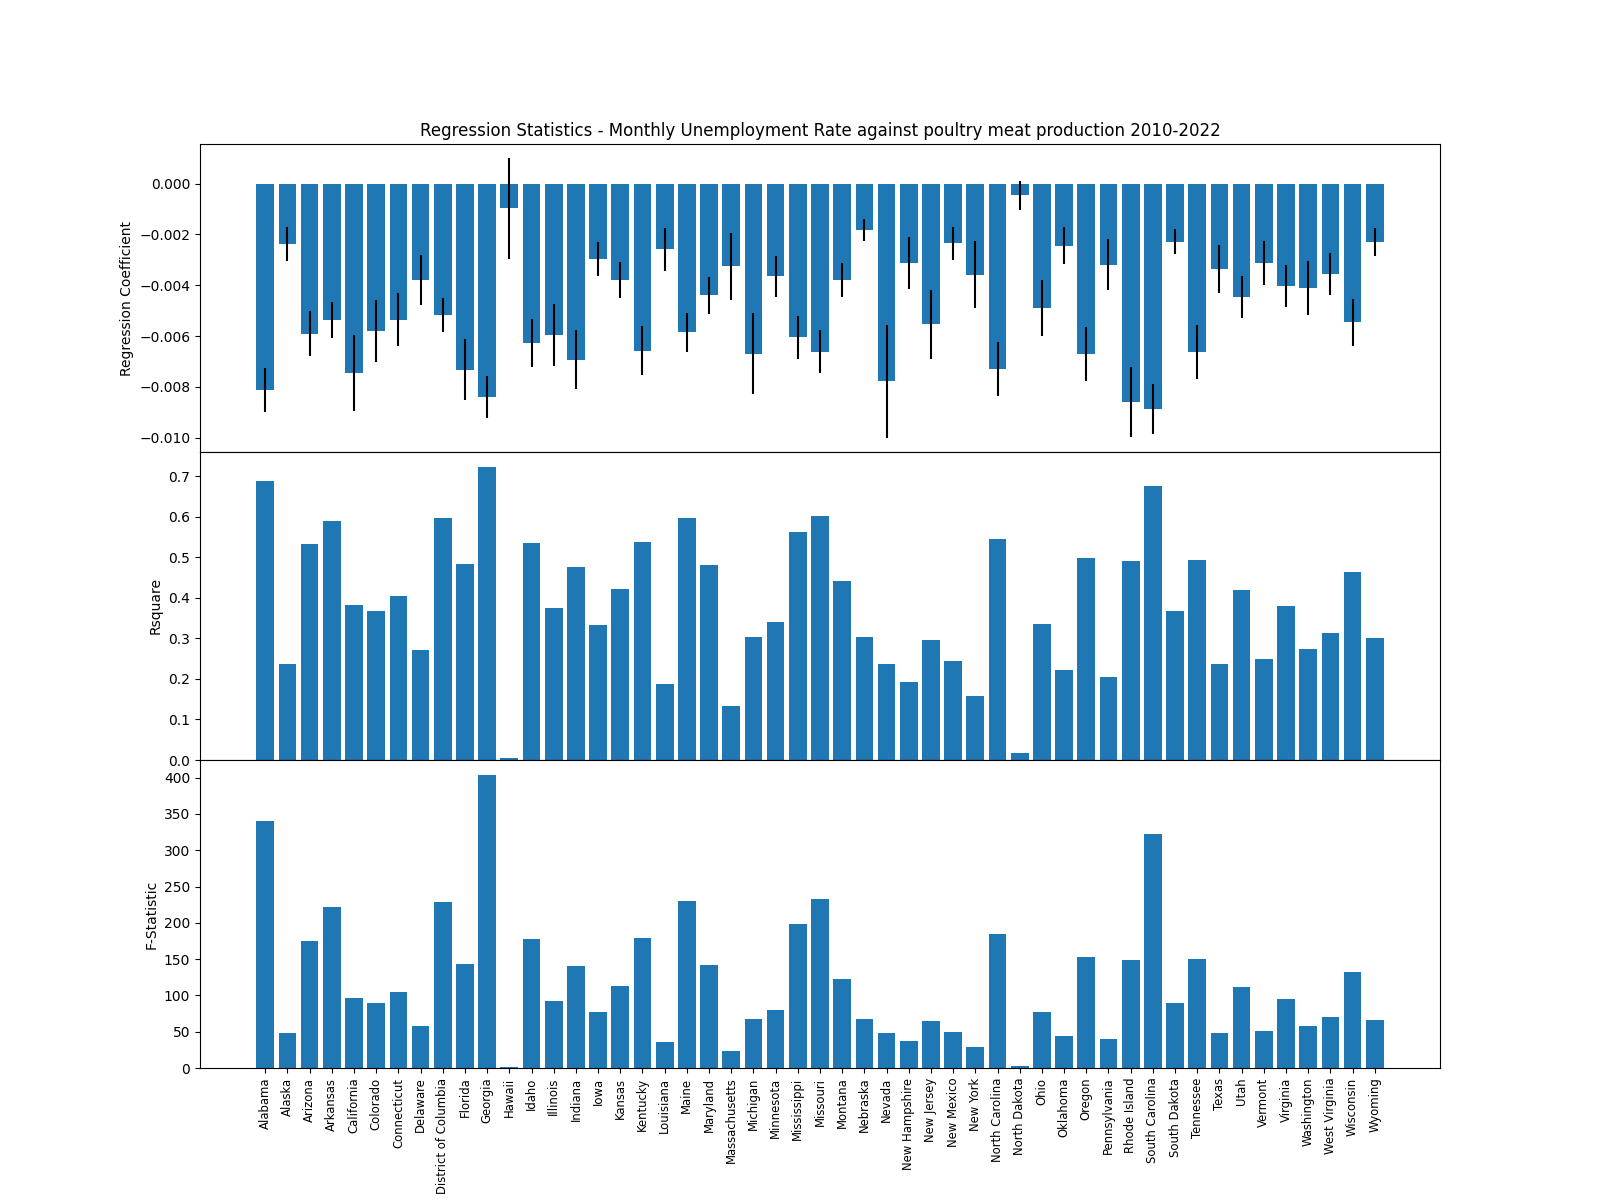 Regression Statistics - Monthly Unemployment Rate against poultry meat production 2010-2022
Regression Coefficient
0.000
−0.002
−0.004
−0.006
−0.008
−0.010
Rsquare
0.7
0.6
0.5
0.4
0.3
0.2
0.1
0.0
F-Statistic
400
350
300
250
200
150
100
50
0
Alabama
Alaska
Arizona
Arkansas
California
Colorado
Connecticut
Delaware
District of Columbia
Florida
Georgia
Hawaii
Idaho
Illinois
Indiana
Iowa
Kansas
Kentucky
Louisiana
Maine
Maryland
Massachusetts
Michigan
Minnesota
Mississippi
Missouri
Montana
Nebraska
Nevada
New Hampshire
New Jersey
New Mexico
New York
North Carolina
North Dakota
Ohio
Oklahoma
Oregon
Pennsylvania
Rhode Island
South Carolina
South Dakota
Tennessee
Texas
Utah
Vermont
Virginia
Washington
West Virginia
Wisconsin
Wyoming